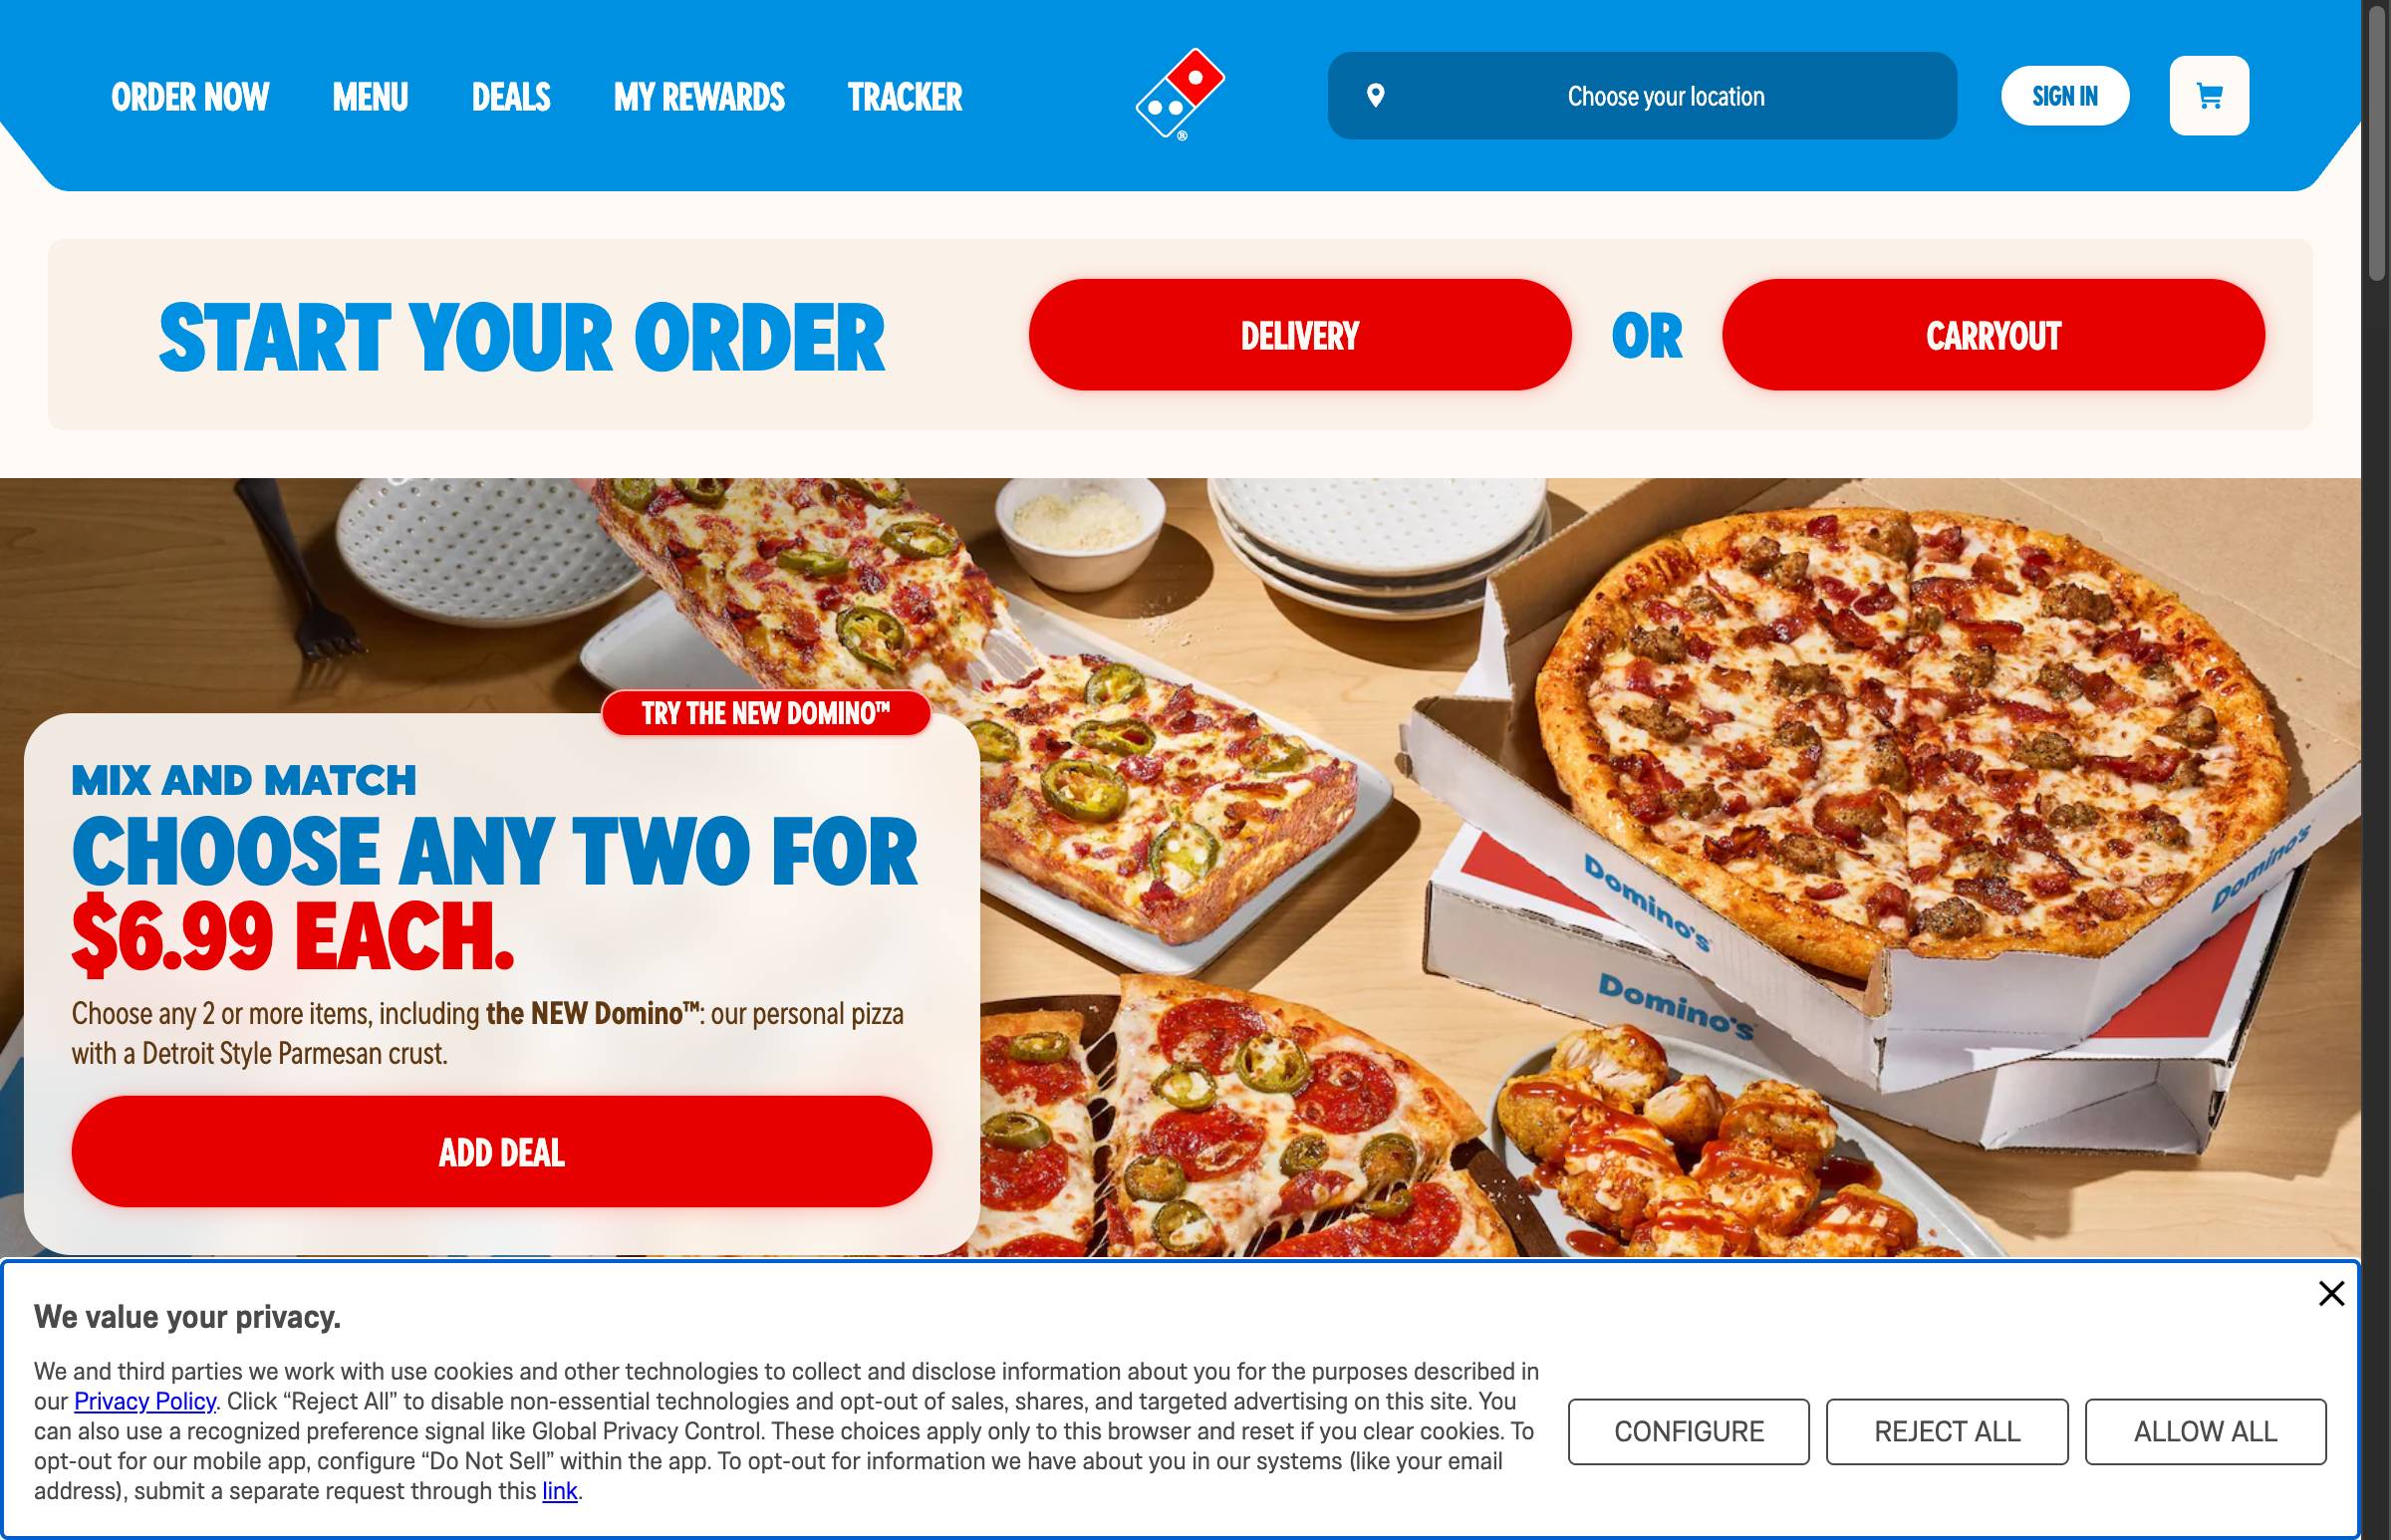 ORDER NOW
MENU
DEALS
MY REWARDS
TRACKER
®
Choose your location
SIGN IN
START YOUR ORDER
DELIVERY
OR
CARRYOUT
TRY THE NEW DOMINO™
MIX AND MATCH
CHOOSE ANY TWO FOR
$6.99 EACH.
Choose any 2 or more items, including the NEW Domino™: our personal pizza
with a Detroit Style Parmesan crust.
ADD DEAL
Domino's
Domino's
Domino's
We value your privacy.
We and third parties we work with use cookies and other technologies to collect and disclose information about you for the purposes described in
our Privacy Policy. Click “Reject All” to disable non-essential technologies and opt-out of sales, shares, and targeted advertising on this site. You
can also use a recognized preference signal like Global Privacy Control. These choices apply only to this browser and reset if you clear cookies. To
opt-out for our mobile app, configure “Do Not Sell” within the app. To opt-out for information we have about you in our systems (like your email
address), submit a separate request through this link.
CONFIGURE
REJECT ALL
ALLOW ALL